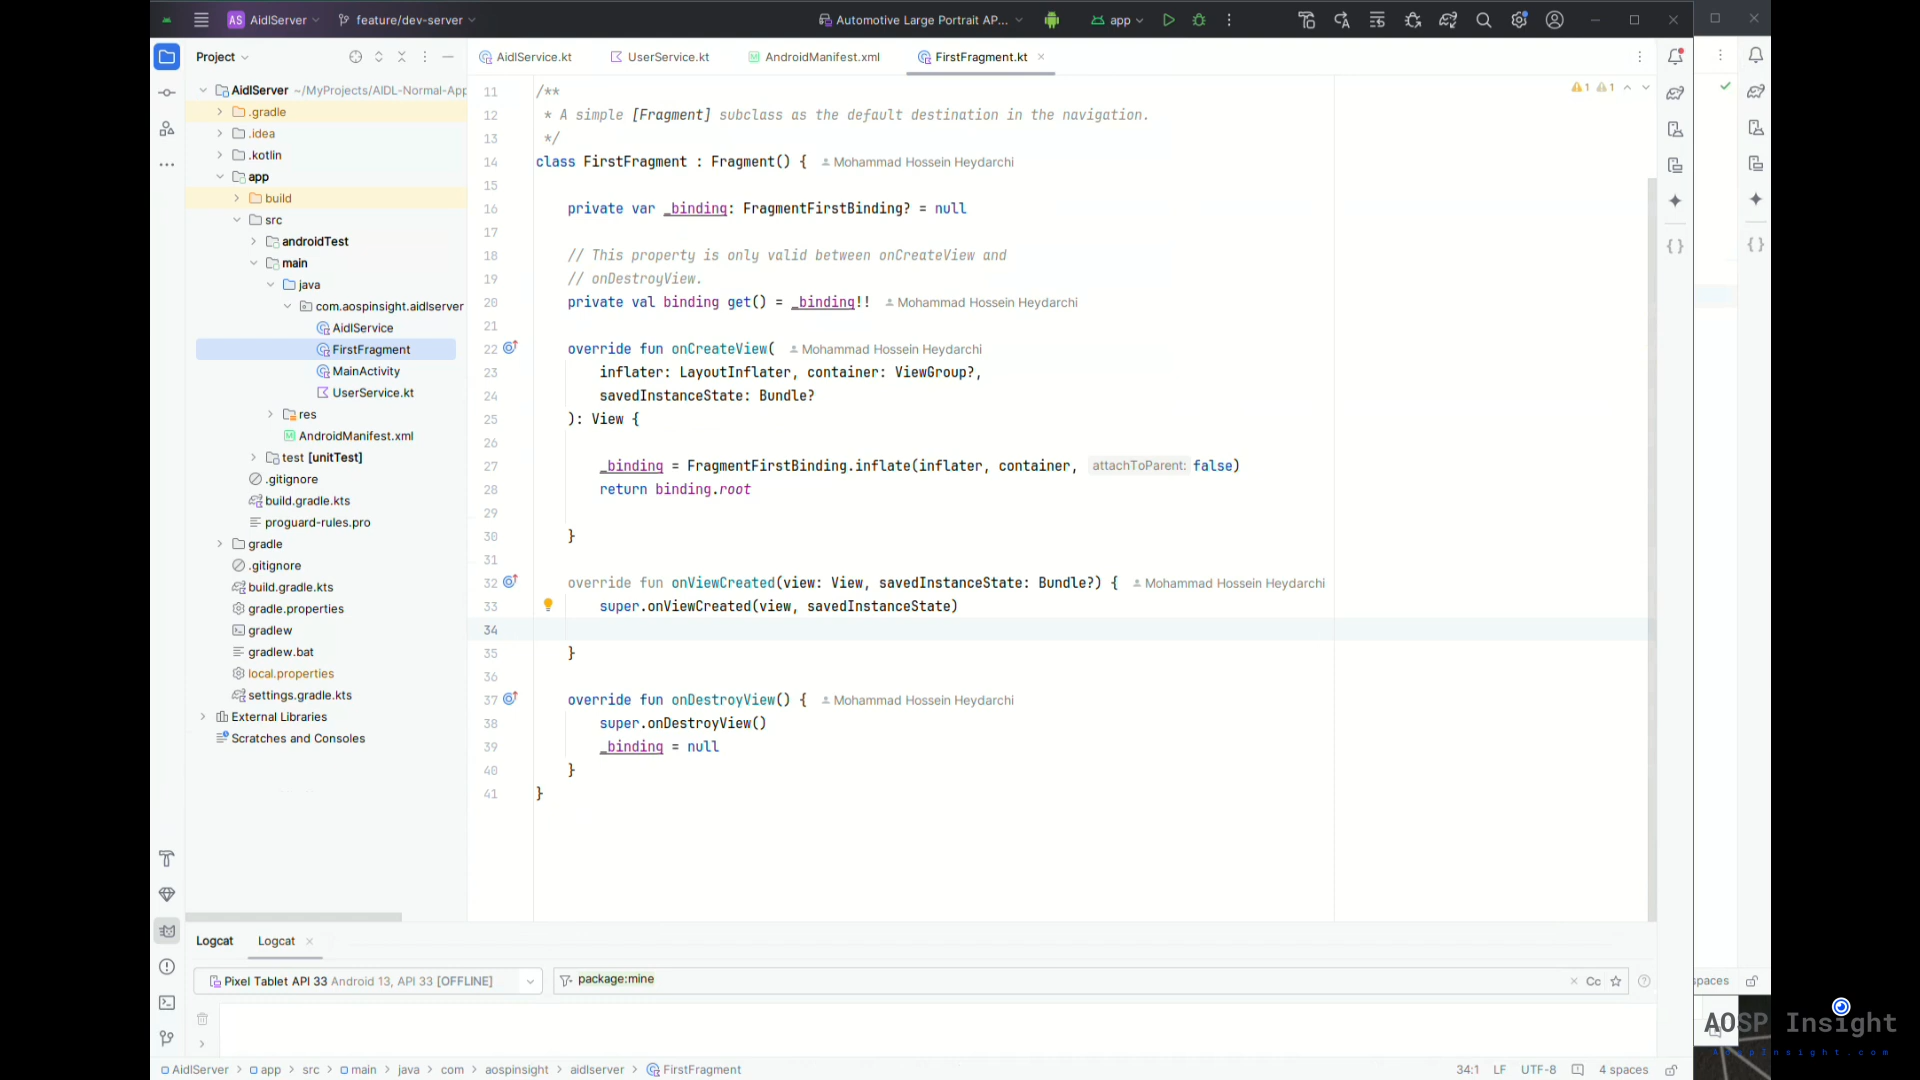 AS AidlServer feature/dev-server Automotive Large Portrait AP... app
Project AidlService.kt UserService.kt AndroidManifest.xml FirstFragment.kt
AidlServer ~/MyProjects/AIDL-Normal-App
.gradle
.idea
.kotlin
app
build
src
androidTest
main
java
com.aospinsight.aidlserver
AidlService
FirstFragment
MainActivity
UserService.kt
res
AndroidManifest.xml
test [unitTest]
.gitignore
build.gradle.kts
proguard-rules.pro
gradle
.gitignore
build.gradle.kts
gradle.properties
gradlew
gradlew.bat
local.properties
settings.gradle.kts
External Libraries
Scratches and Consoles
1 1
11 /**
12 * A simple [Fragment] subclass as the default destination in the navigation.
13 */
14 class FirstFragment : Fragment() { Mohammad Hossein Heydarchi
15
16 private var _binding: FragmentFirstBinding? = null
17
18 // This property is only valid between onCreateView and
19 // onDestroyView.
20 private val binding get() = _binding!! Mohammad Hossein Heydarchi
21
22 override fun onCreateView( Mohammad Hossein Heydarchi
23 inflater: LayoutInflater, container: ViewGroup?,
24 savedInstanceState: Bundle?
25 ): View {
26
27 _binding = FragmentFirstBinding.inflate(inflater, container, attachToParent: false)
28 return binding.root
29
30 }
31
32 override fun onViewCreated(view: View, savedInstanceState: Bundle?) { Mohammad Hossein Heydarchi
33 super.onViewCreated(view, savedInstanceState)
34
35 }
36
37 override fun onDestroyView() { Mohammad Hossein Heydarchi
38 super.onDestroyView()
39 _binding = null
40 }
41 }
Logcat Logcat
Pixel Tablet API 33 Android 13, API 33 [OFFLINE] package:mine Cc
spaces
AOSP Insight
AospInsight.com
AidlServer > app > src > main > java > com > aospinsight > aidlserver > FirstFragment 34:1 LF UTF-8 4 spaces